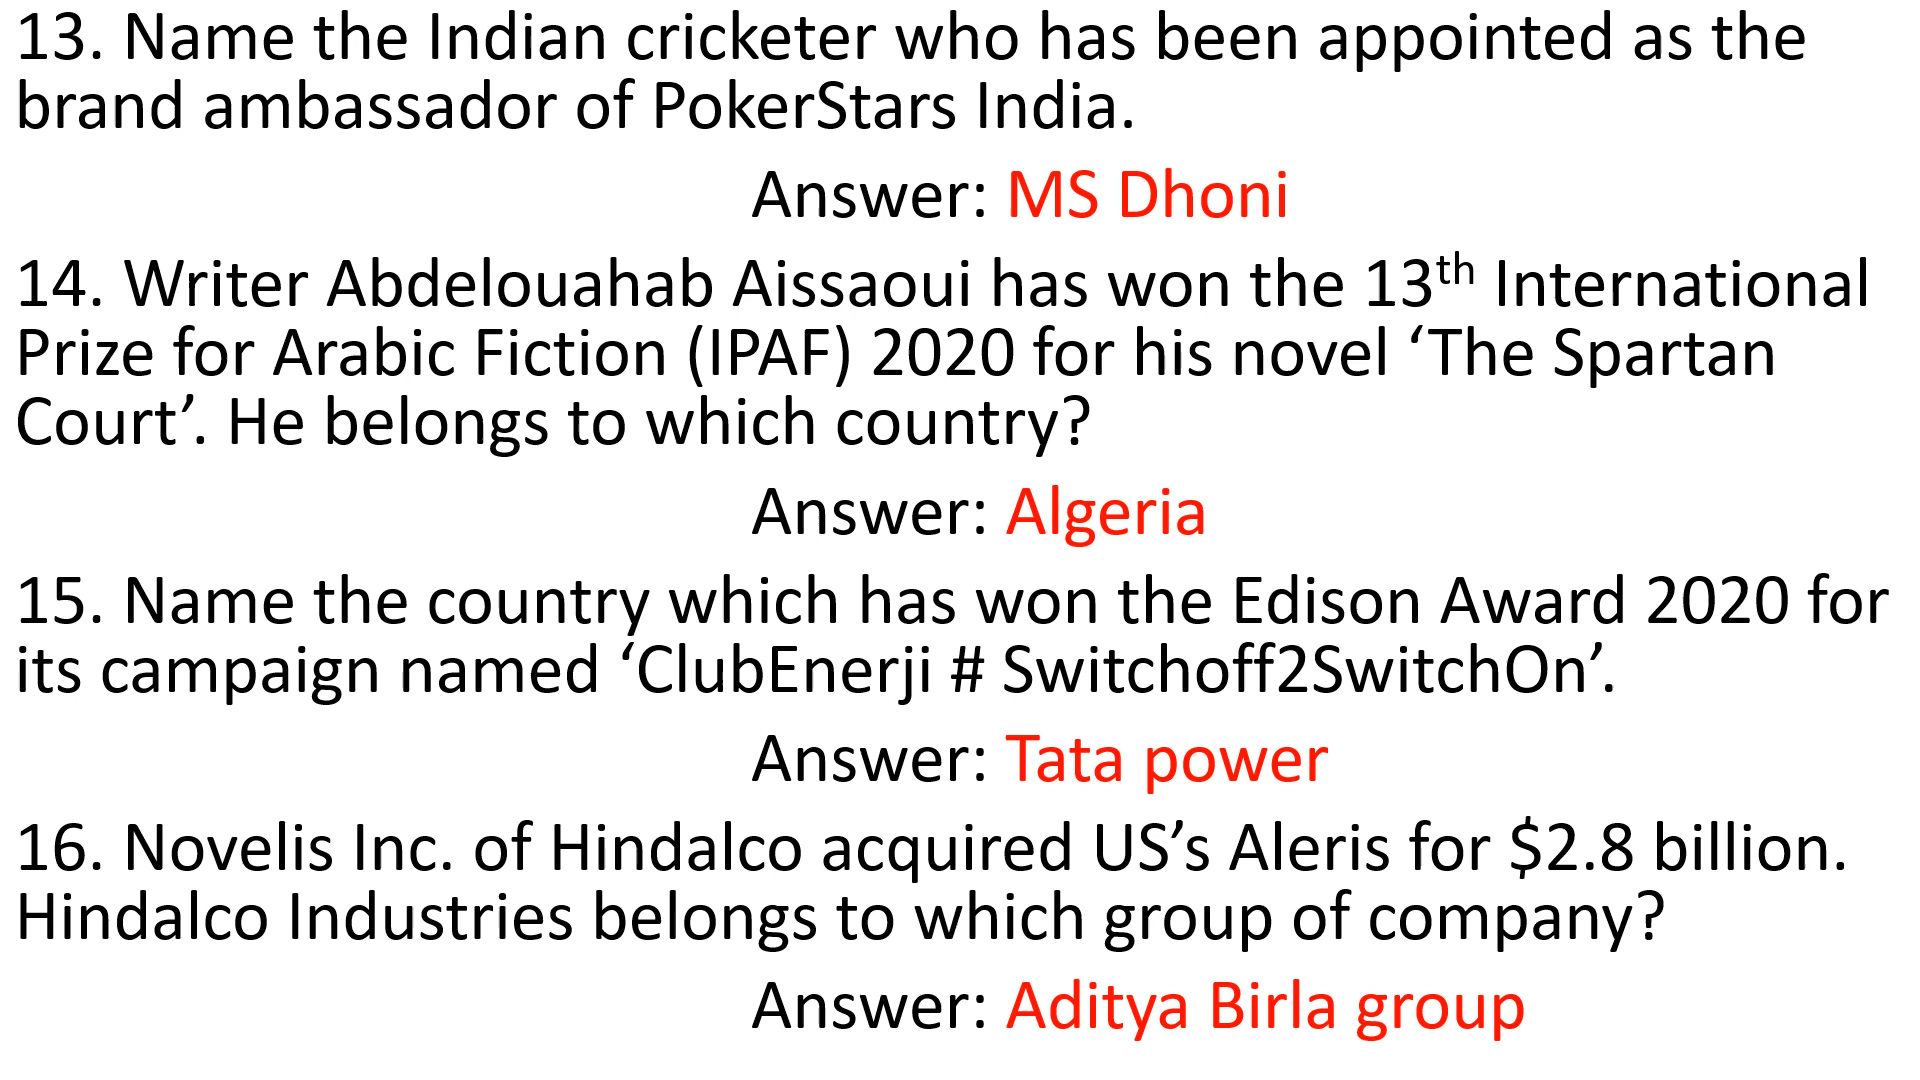 13. Name the Indian cricketer who has been appointed as the
brand ambassador of PokerStars India.
Answer: MS Dhoni
14. Writer Abdelouahab Aissaoui has won the 13th International
Prize for Arabic Fiction (IPAF) 2020 for his novel ‘The Spartan
Court’. He belongs to which country?
Answer: Algeria
15. Name the country which has won the Edison Award 2020 for
its campaign named ‘ClubEnerji # Switchoff2SwitchOn’.
Answer: Tata power
16. Novelis Inc. of Hindalco acquired US’s Aleris for $2.8 billion.
Hindalco Industries belongs to which group of company?
Answer: Aditya Birla group